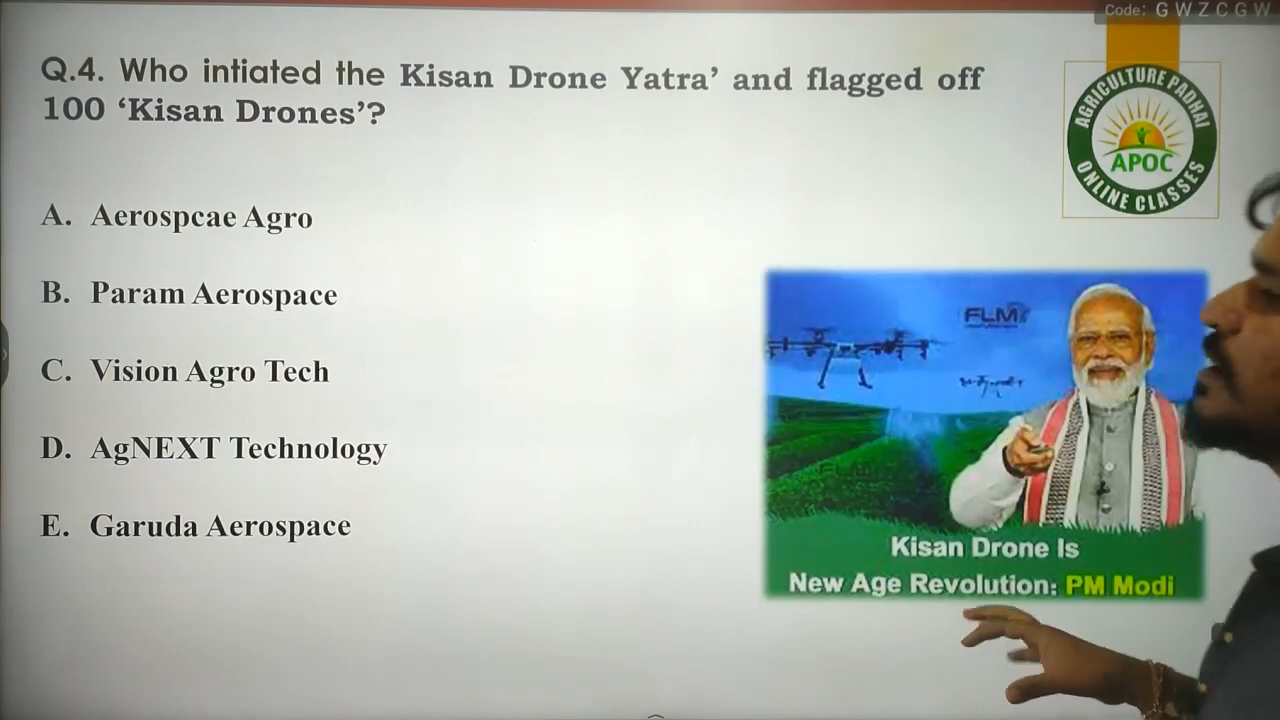 Code: G W Z C G W
Q.4. Who intiated the Kisan Drone Yatra’ and flagged off
100 ‘Kisan Drones’?
AGRICULTURE PADHAI
APOC
ONLINE CLASSES
A. Aerospcae Agro
B. Param Aerospace
C. Vision Agro Tech
D. AgNEXT Technology
E. Garuda Aerospace
FLM
Kisan Drone Is
New Age Revolution: PM Modi